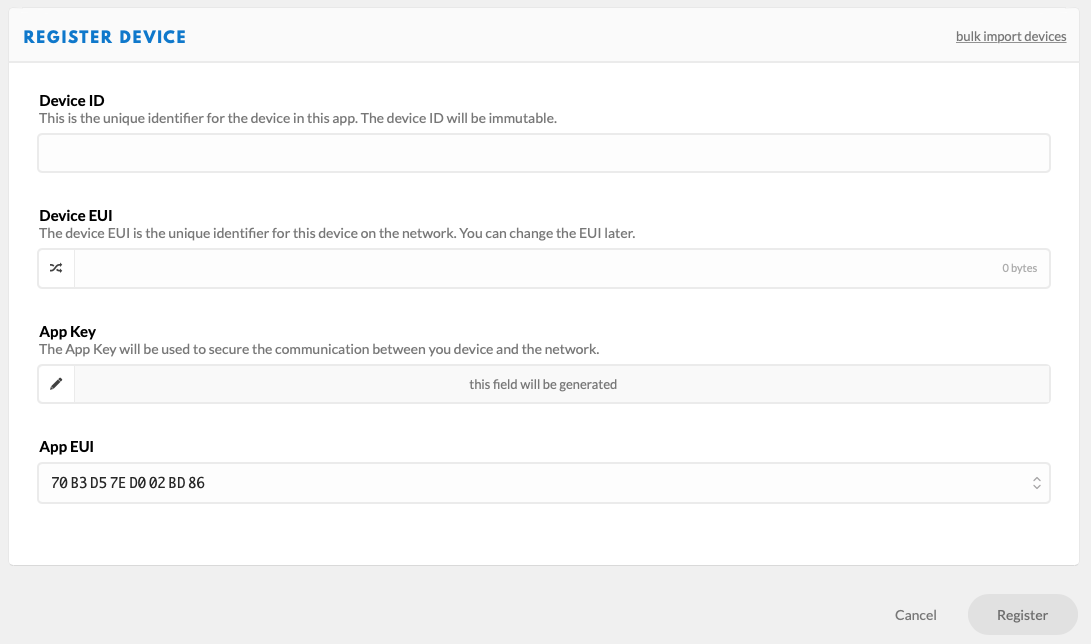 REGISTER DEVICE
bulk import devices
Device ID
This is the unique identifier for the device in this app. The device ID will be immutable.
Device EUI
The device EUI is the unique identifier for this device on the network. You can change the EUI later.
0 bytes
App Key
The App Key will be used to secure the communication between you device and the network.
this field will be generated
App EUI
70 B3 D5 7E D0 02 BD 86
Cancel
Register